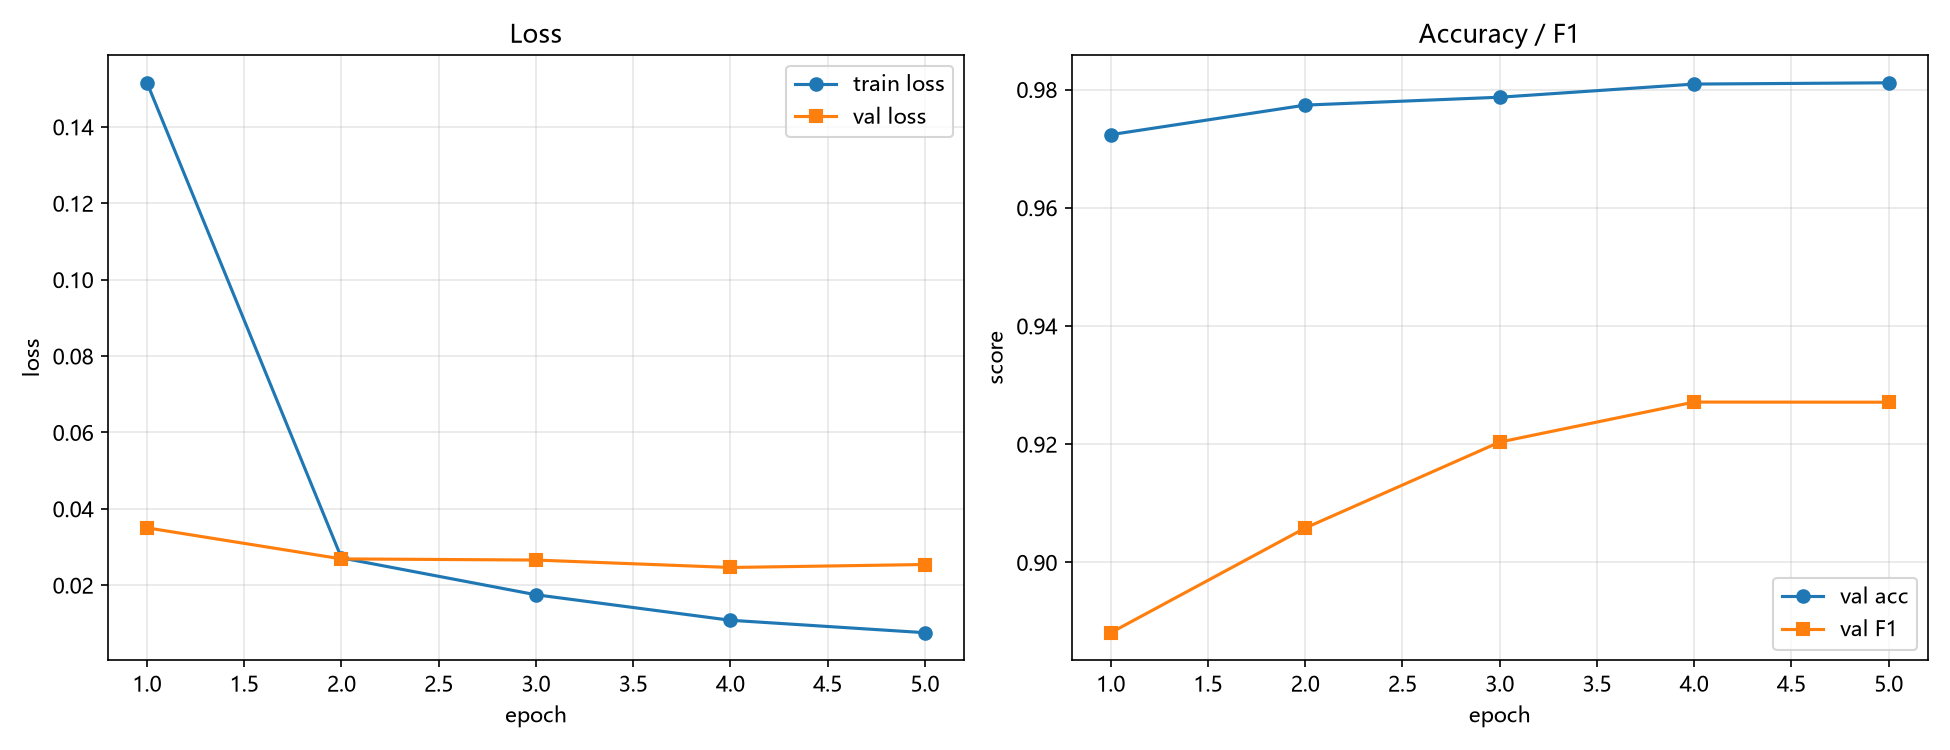 Loss
train loss
val loss
0.14
0.12
0.10
0.08
0.06
0.04
0.02
loss
1.0 1.5 2.0 2.5 3.0 3.5 4.0 4.5 5.0
epoch
Accuracy / F1
0.98
0.96
0.94
0.92
0.90
score
val acc
val F1
1.0 1.5 2.0 2.5 3.0 3.5 4.0 4.5 5.0
epoch